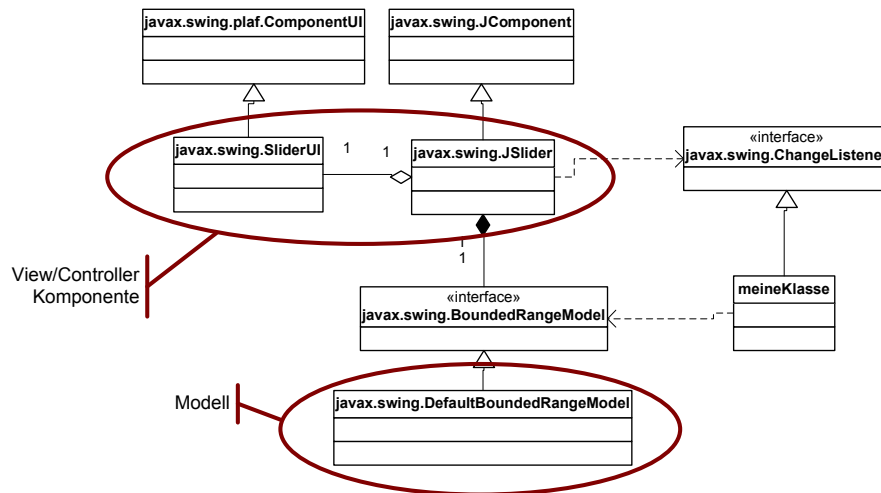 javax.swing.plaf.ComponentUI
javax.swing.JComponent
«interface»
javax.swing.ChangeListene
javax.swing.SliderUI
1
1
javax.swing.JSlider
1
1
View/Controller
Komponente
«interface»
javax.swing.BoundedRangeModel
meineKlasse
Modell
javax.swing.DefaultBoundedRangeModel